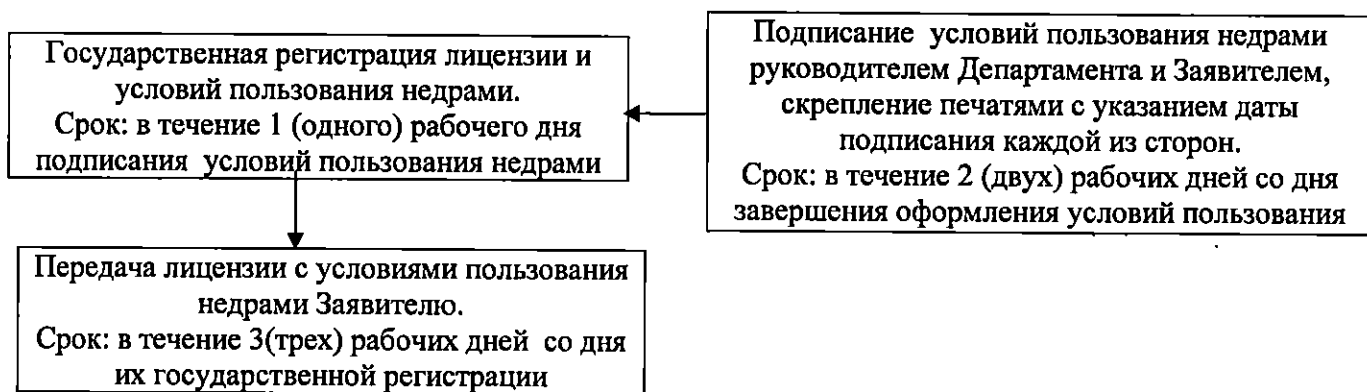 Государственная регистрация лицензии и
условий пользования недрами.
Срок: в течение 1 (одного) рабочего дня
подписания условий пользования недрами
Подписание условий пользования недрами
руководителем Департамента и Заявителем,
скрепление печатями с указанием даты
подписания каждой из сторон.
Срок: в течение 2 (двух) рабочих дней со дня
завершения оформления условий пользования
Передача лицензии с условиями пользования
недрами Заявителю.
Срок: в течение 3(трех) рабочих дней со дня
их государственной регистрации